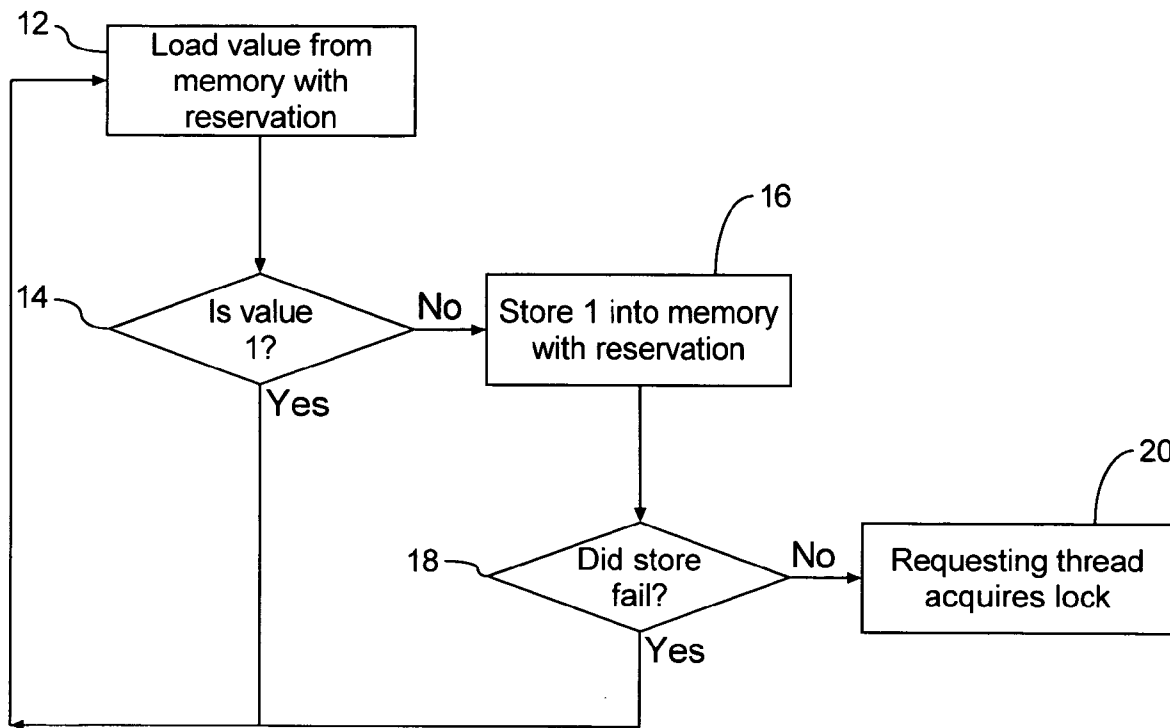 12
Load value from
memory with
reservation
16
14
Is value
1?
No
Store 1 into memory
with reservation
Yes
20
18
Did store
fail?
No
Requesting thread
acquires lock
Yes